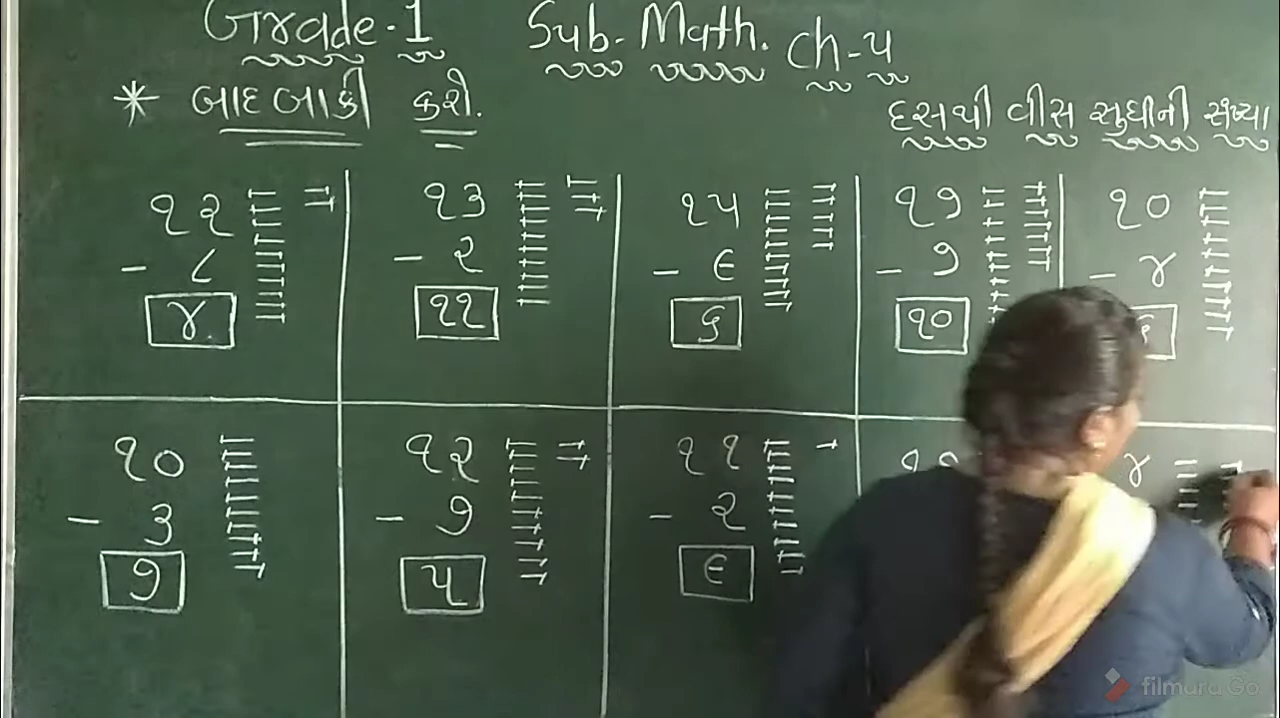 Grade-1 Sub- Math. ch-૫
* બાદબાકી કરો.
દસથી વીસ સુધીની સંખ્યા
૧૨ ૧૩ ૧૫ ૧૭ ૧૦
- ૮ - ૨ - ૯ - ૭ - ૪
૪ ૧૧ ૬ ૧૦ ૬
૧૦ ૧૨ ૧૧
- ૩ - ૭ - ૨
૭ ૫ ૯
filmora Go